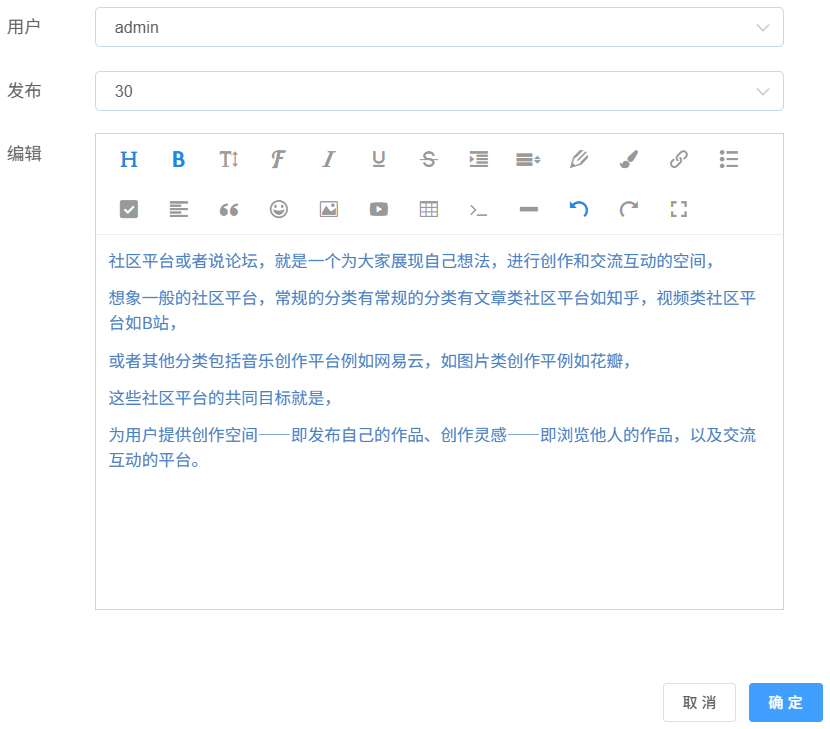 用户
admin
发布
30
编辑
社区平台或者说论坛，就是一个为大家展现自己想法，进行创作和交流互动的空间，
想象一般的社区平台，常规的分类有常规的分类有文章类社区平台如知乎，视频类社区平
台如B站，
或者其他分类包括音乐创作平台例如网易云，如图片类创作平例如花瓣，
这些社区平台的共同目标就是，
为用户提供创作空间——即发布自己的作品、创作灵感——即浏览他人的作品，以及交流
互动的平台。
取消
确定